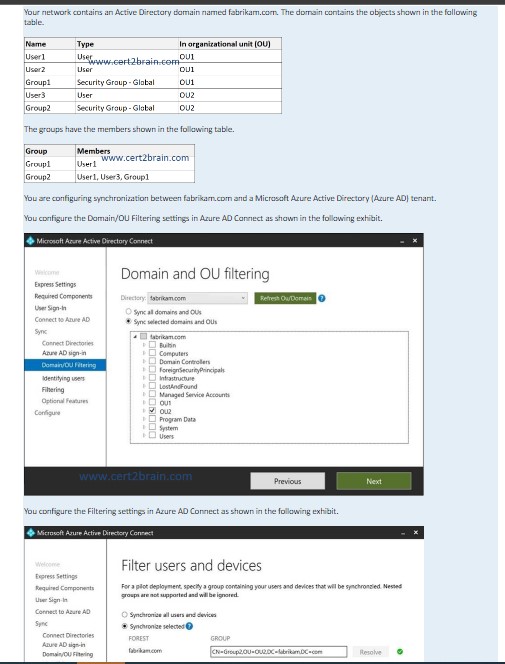 Your network contains an Active Directory domain named fabrikam.com. The domain contains the objects shown in the following
table.
Name Type In organizational unit (OU)
User1 User OU1
www.cert2brain.com
User2 User OU1
Group1 Security Group - Global OU1
User3 User OU2
Group2 Security Group - Global OU2
The groups have the members shown in the following table.
Group Members
www.cert2brain.com
Group1 User1
Group2 User1, User3, Group1
You are configuring synchronization between fabrikam.com and a Microsoft Azure Active Directory (Azure AD) tenant.
You configure the Domain/OU Filtering settings in Azure AD Connect as shown in the following exhibit.
Microsoft Azure Active Directory Connect
Welcome
Express Settings
Required Components
User Sign-In
Connect to Azure AD
Sync
Connect Directories
Azure AD sign-in
Domain/OU Filtering
Identifying users
Filtering
Optional Features
Configure
Domain and OU filtering
Directory: fabrikam.com Refresh Ou/Domain ?
Sync all domains and OUs
Sync selected domains and OUs
fabrikam.com
Builtin
Computers
Domain Controllers
ForeignSecurityPrincipals
Infrastructure
LostAndFound
Managed Service Accounts
OU1
OU2
Program Data
System
Users
www.cert2brain.com
Previous Next
You configure the Filtering settings in Azure AD Connect as shown in the following exhibit.
Microsoft Azure Active Directory Connect
Welcome
Express Settings
Required Components
User Sign-In
Connect to Azure AD
Sync
Connect Directories
Azure AD sign-in
Domain/OU Filtering
Filter users and devices
For a pilot deployment, specify a group containing your users and devices that will be synchronzied. Nested
groups are not supported and will be ignored.
Synchronize all users and devices
Synchronize selected ?
FOREST GROUP
fabrikam.com CN=Group2,OU=OU2,DC=fabrikam,DC=com Resolve